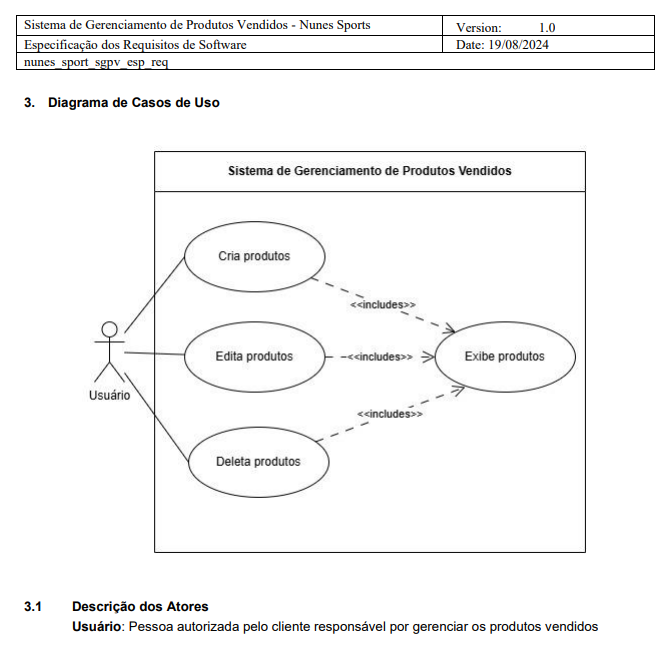 Sistema de Gerenciamento de Produtos Vendidos - Nunes Sports
Version: 1.0
Especificação dos Requisitos de Software
Date: 19/08/2024
nunes_sport_sgpv_esp_req
3. Diagrama de Casos de Uso
Sistema de Gerenciamento de Produtos Vendidos
Cria produtos
<<includes>>
Edita produtos
<<includes>>
Exibe produtos
Usuário
<<includes>>
Deleta produtos
3.1 Descrição dos Atores
Usuário: Pessoa autorizada pelo cliente responsável por gerenciar os produtos vendidos